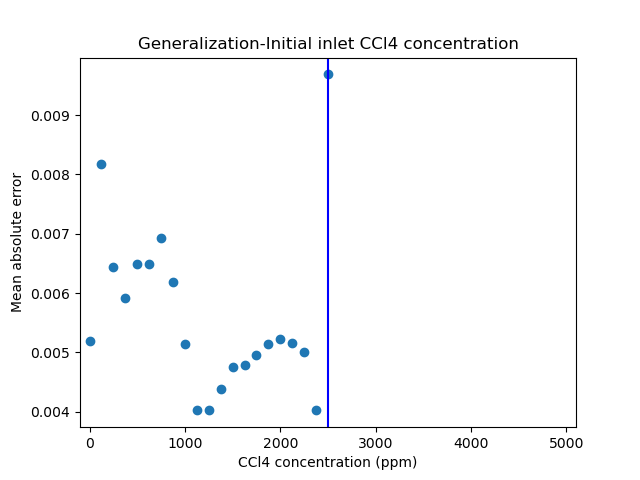 Generalization-Initial inlet CCl4 concentration
0.009
0.008
0.007
0.006
0.005
0.004
Mean absolute error
0 1000 2000 3000 4000 5000
CCl4 concentration (ppm)